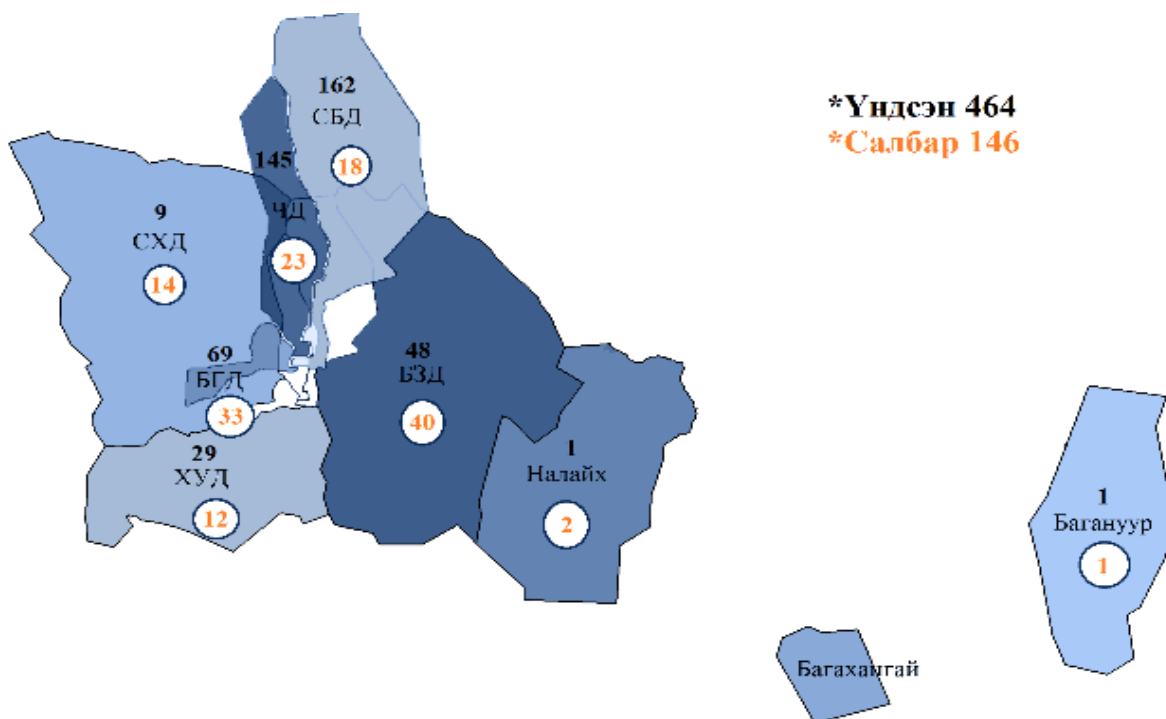 162
СБД
18
*Үндсэн 464
*Салбар 146
145
ЧД
23
9
СХД
14
69
БГД
33
48
БЗД
40
29
ХУД
12
1
Налайх
2
1
Багануур
1
Багахангай